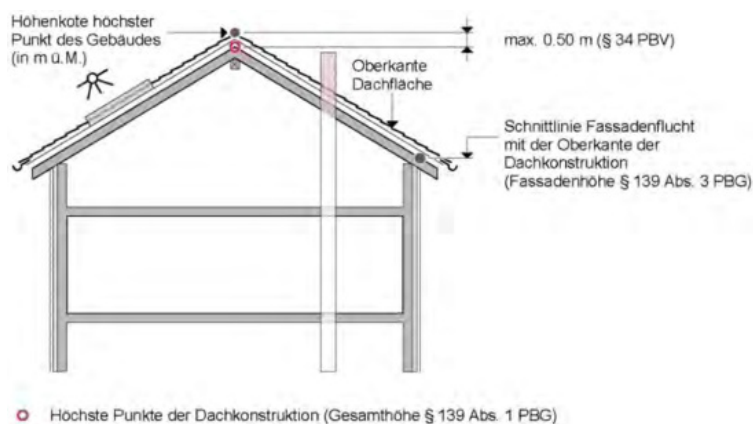 Höhenkote höchster
Punkt des Gebäudes
(in m ü.M.)
max. 0.50 m (§ 34 PBV)
Oberkante
Dachfläche
Schnittlinie Fassadenflucht
mit der Oberkante der
Dachkonstruktion
(Fassadenhöhe § 139 Abs. 3 PBG)
Höchste Punkte der Dachkonstruktion (Gesamthöhe § 139 Abs. 1 PBG)